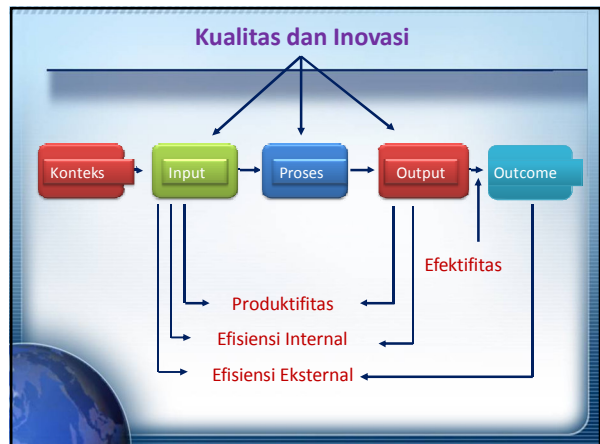 Kualitas dan Inovasi
Konteks
Input
Proses
Output
Outcome
Efektifitas
Produktifitas
Efisiensi Internal
Efisiensi Eksternal